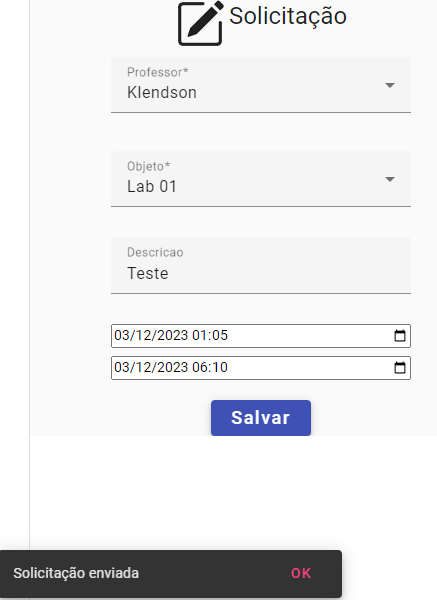 Solicitação
Professor*
Klendson
Objeto*
Lab 01
Descricao
Teste
03/12/2023 01:05
03/12/2023 06:10
Salvar
Solicitação enviada OK